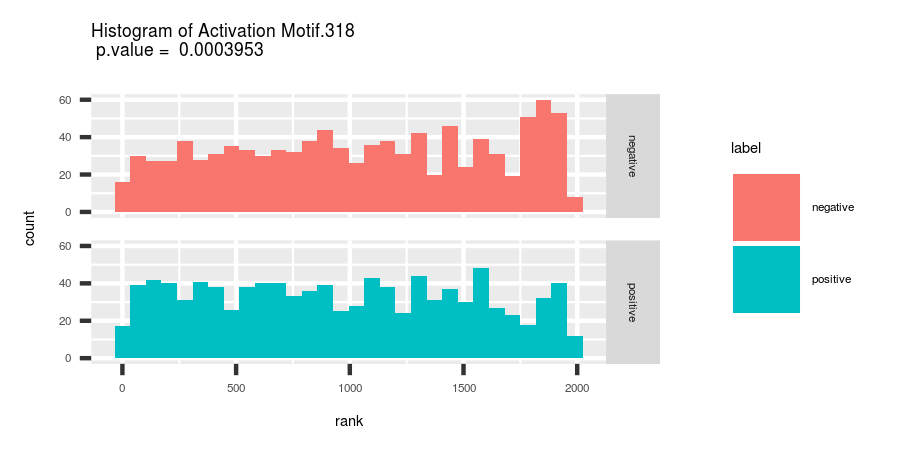 Histogram of Activation Motif.318
p.value =  0.0003953
count
60
40
20
0
negative
60
40
20
0
positive
0
500
1000
1500
2000
rank
label
negative
positive